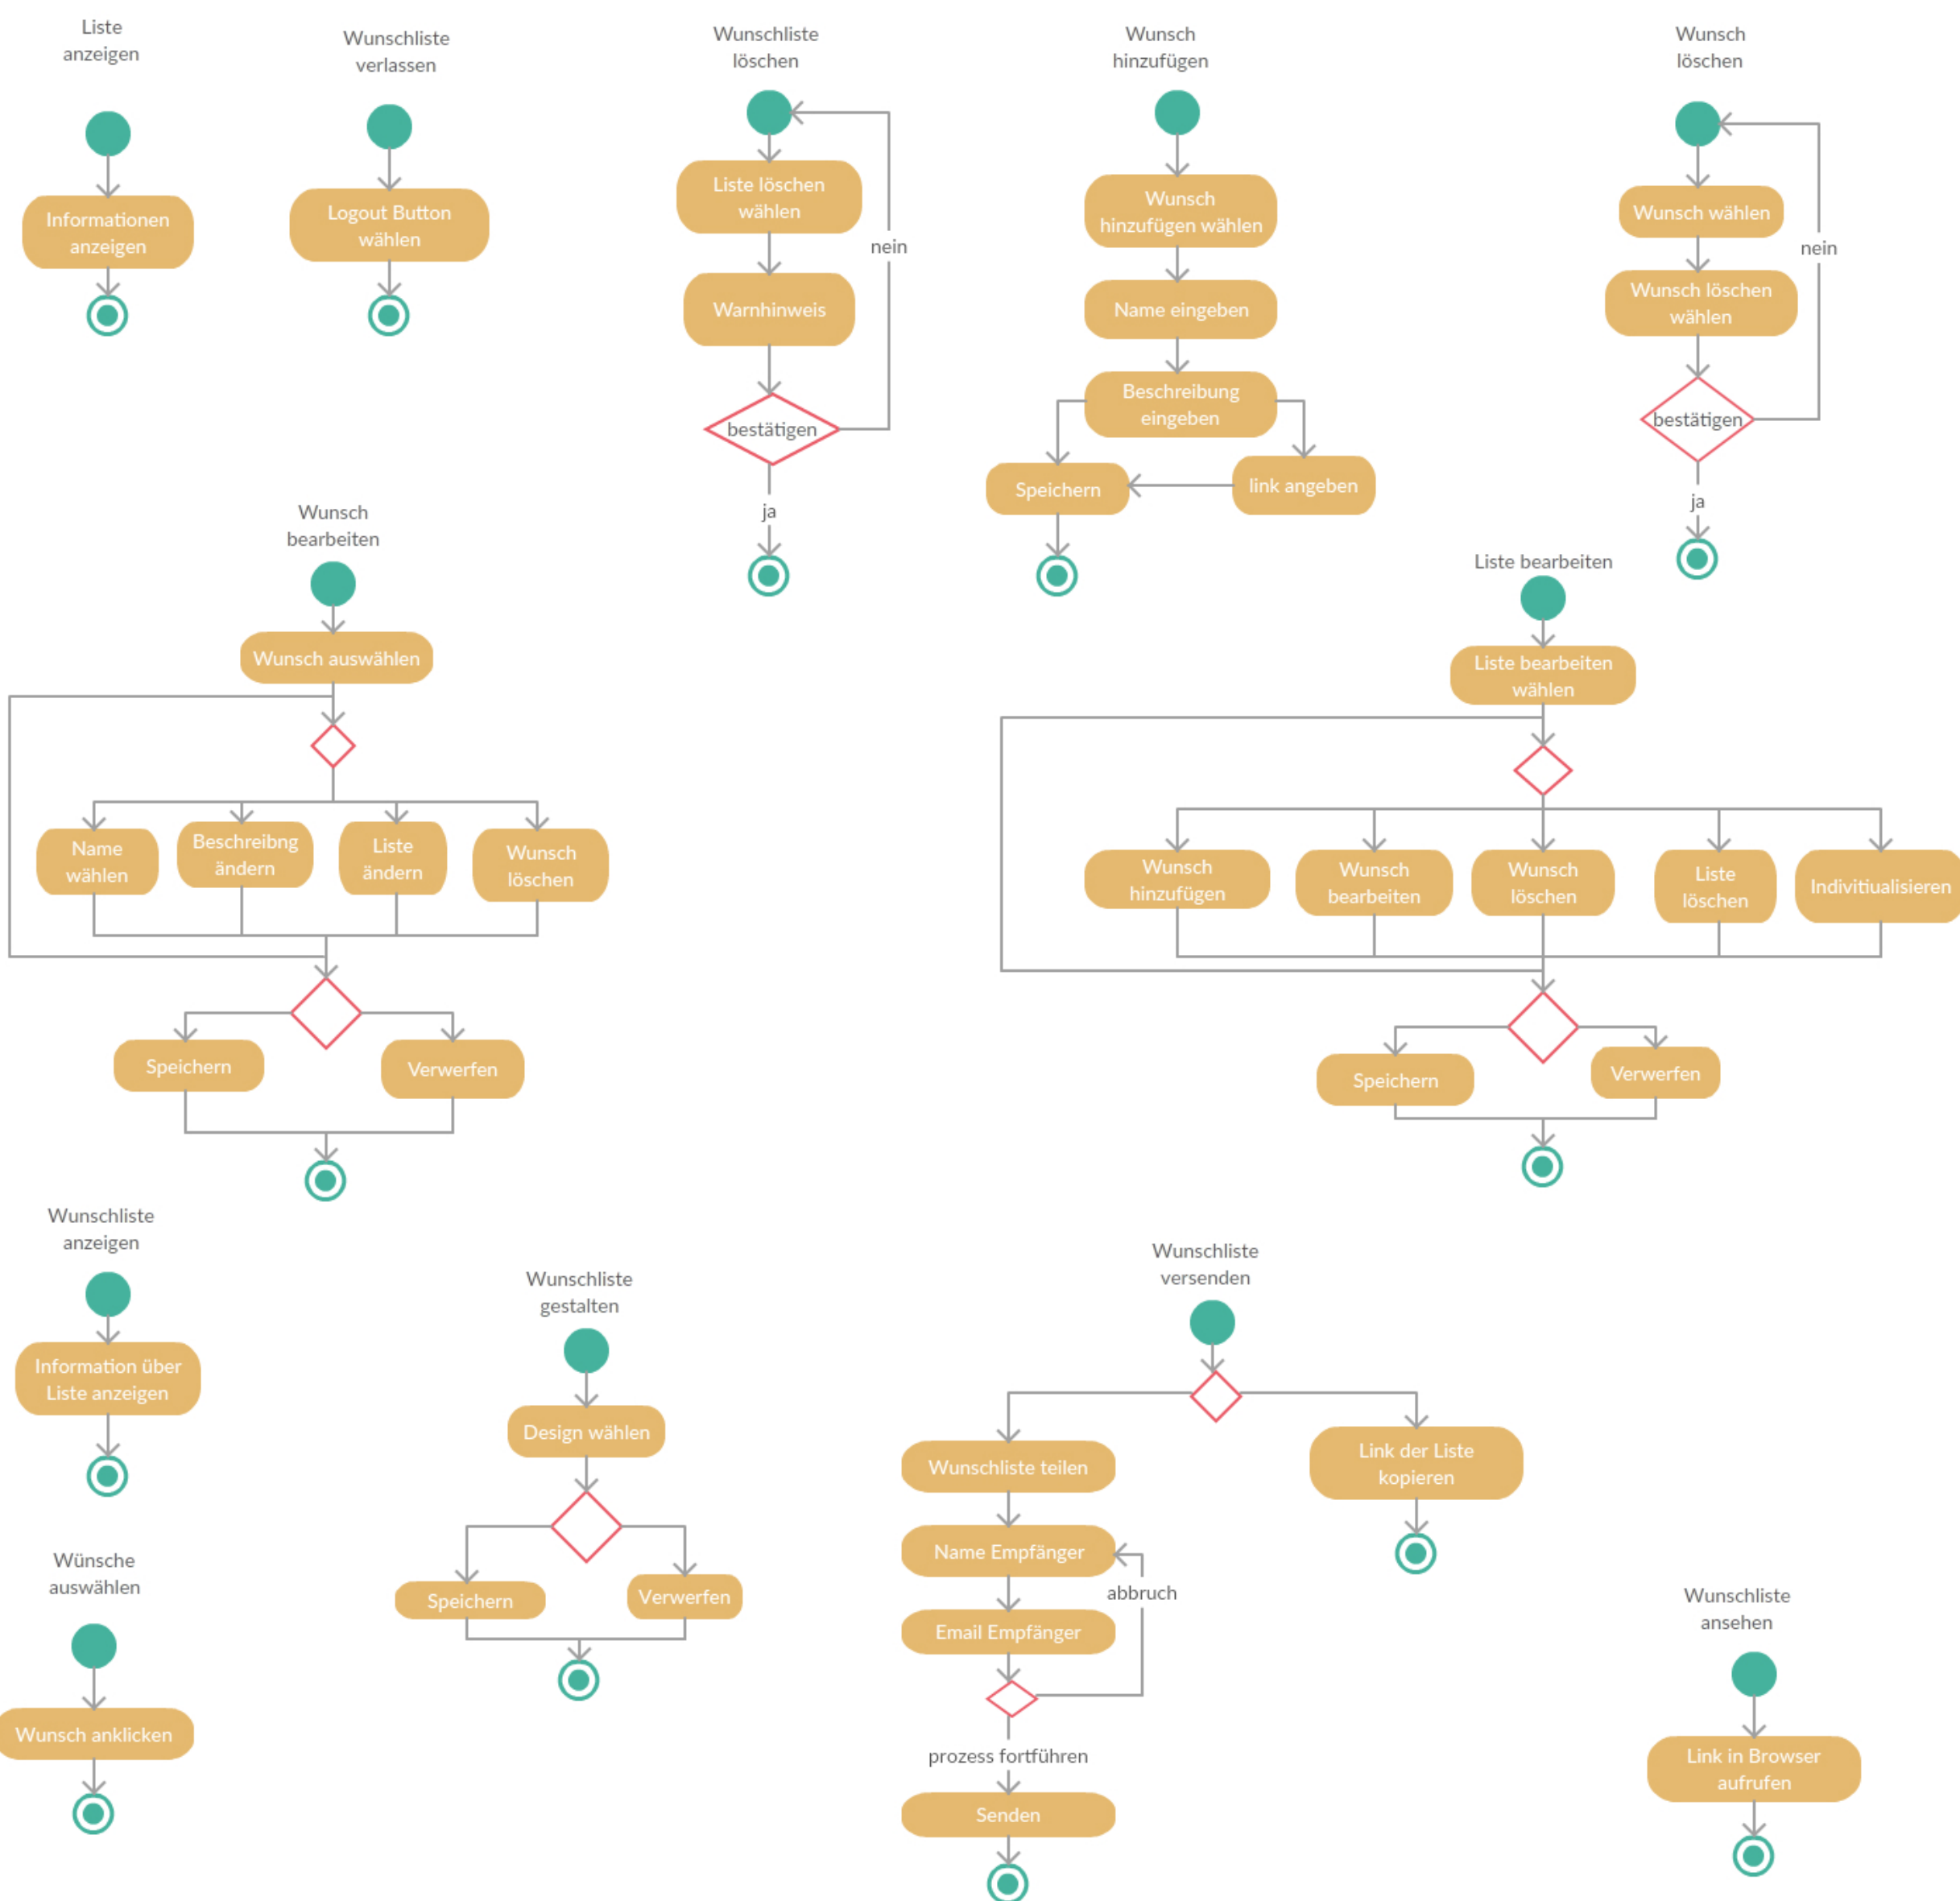 Liste
anzeigen
Informationen
anzeigen
Wunschliste
verlassen
Logout Button
wählen
Wunschliste
löschen
Liste löschen
wählen
Warnhinweis
bestätigen
nein
ja
Wunsch
hinzufügen
Wunsch
hinzufügen wählen
Name eingeben
Beschreibung
eingeben
Speichern
link angeben
Wunsch
löschen
Wunsch wählen
Wunsch löschen
wählen
bestätigen
nein
ja
Wunsch
bearbeiten
Wunsch auswählen
Name
wählen
Beschreibng
ändern
Liste
ändern
Wunsch
löschen
Speichern
Verwerfen
Liste bearbeiten
Liste bearbeiten
wählen
Wunsch
hinzufügen
Wunsch
bearbeiten
Wunsch
löschen
Liste
löschen
Indivitiualisieren
Speichern
Verwerfen
Wunschliste
anzeigen
Information über
Liste anzeigen
Wunschliste
gestalten
Design wählen
Speichern
Verwerfen
Wunschliste
versenden
Wunschliste teilen
Name Empfänger
Email Empfänger
abbruch
prozess fortführen
Senden
Link der Liste
kopieren
Wünsche
auswählen
Wunsch anklicken
Wunschliste
ansehen
Link in Browser
aufrufen